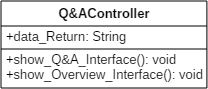 Q&AController
+data_Return: String
+show_Q&A_Interface(): void
+show_Overview_Interface(): void